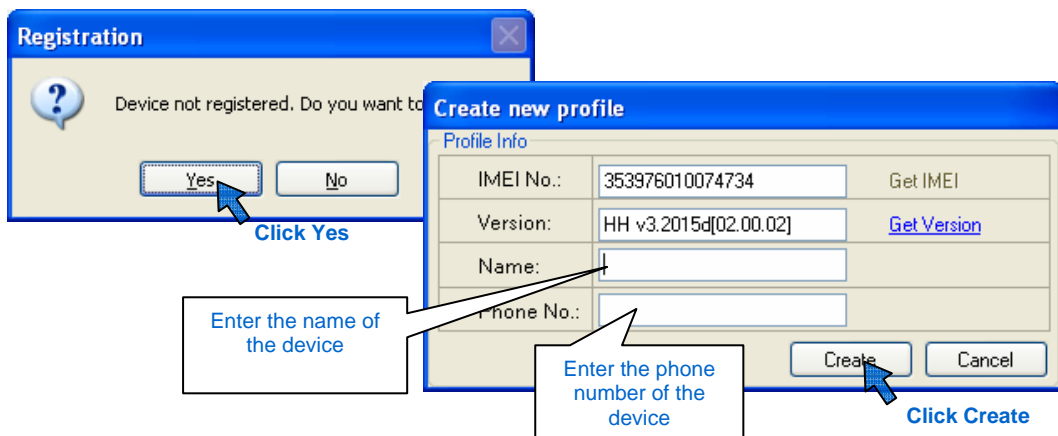 Registration
Device not registered. Do you want to
Yes
No
Click Yes
Create new profile
Profile Info
IMEI No.:
353976010074734
Get IMEI
Version:
HH v3.2015d[02.00.02]
Get Version
Name:
Phone No.:
Enter the name of
the device
Enter the phone
number of the
device
Create
Cancel
Click Create